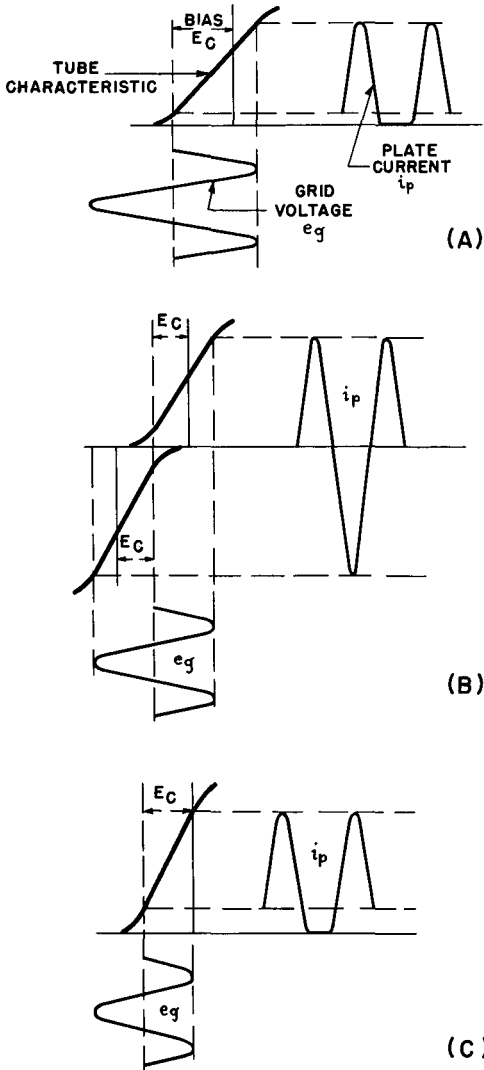 BIAS
EC
TUBE
CHARACTERISTIC
PLATE
CURRENT
ip
GRID
VOLTAGE
eg
(A)
EC
ip
EC
eg
(B)
EC
ip
eg
(C)